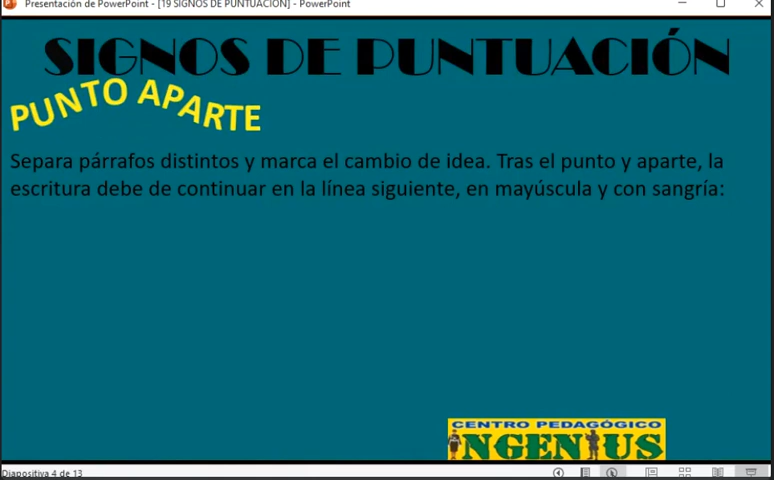 Presentación de PowerPoint - [19 SIGNOS DE PUNTUACIÓN] - PowerPoint
SIGNOS DE PUNTUACIÓN
PUNTO APARTE
Separa párrafos distintos y marca el cambio de idea. Tras el punto y aparte, la
escritura debe de continuar en la línea siguiente, en mayúscula y con sangría:
CENTRO PEDAGÓGICO
INGENIUS
Diapositiva 4 de 13